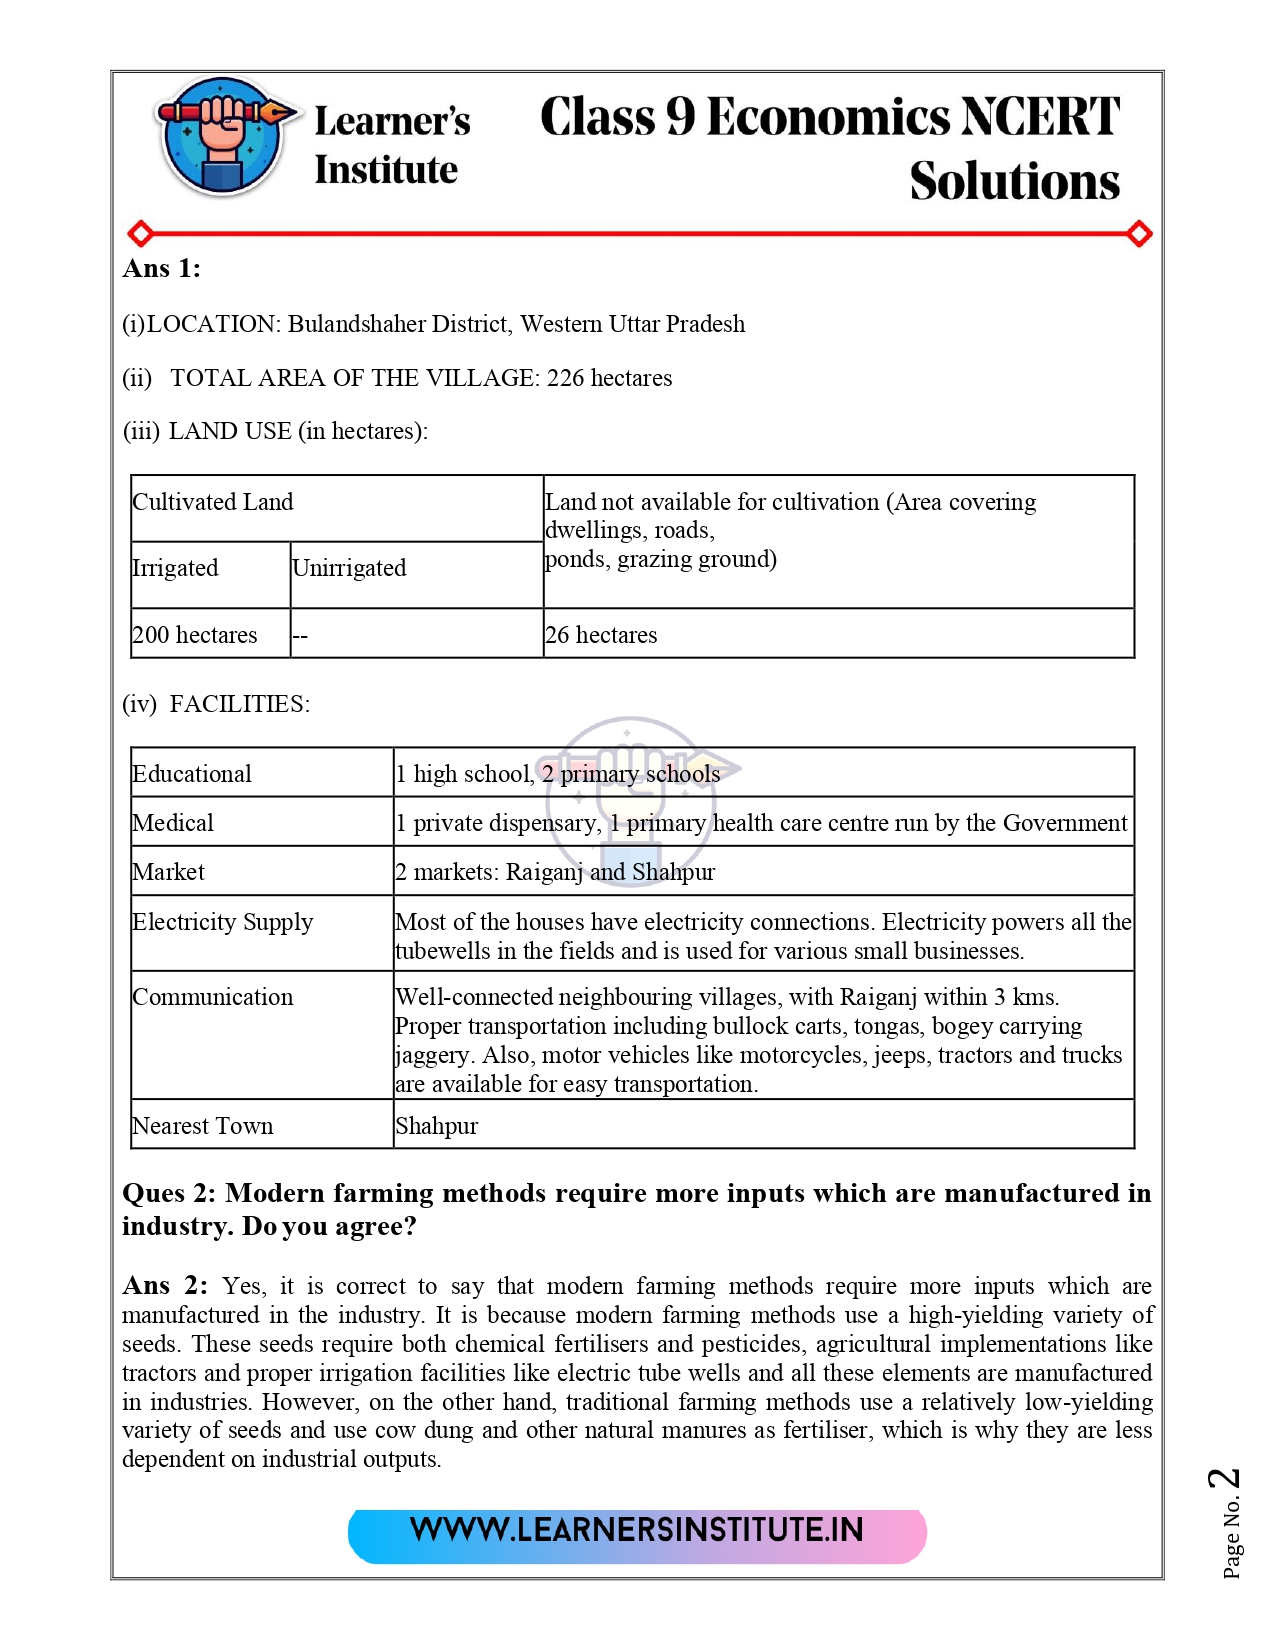 Learner's
Institute
Class 9 Economics NCERT
Solutions
Ans 1:
(i)LOCATION: Bulandshaher District, Western Uttar Pradesh
(ii) TOTAL AREA OF THE VILLAGE: 226 hectares
(iii) LAND USE (in hectares):
Cultivated Land
Land not available for cultivation (Area covering
dwellings, roads,
ponds, grazing ground)
Irrigated
Unirrigated
200 hectares
--
26 hectares
(iv) FACILITIES:
Educational
1 high school, 2 primary schools
Medical
1 private dispensary, 1 primary health care centre run by the Government
Market
2 markets: Raiganj and Shahpur
Electricity Supply
Most of the houses have electricity connections. Electricity powers all the
tubewells in the fields and is used for various small businesses.
Communication
Well-connected neighbouring villages, with Raiganj within 3 kms.
Proper transportation including bullock carts, tongas, bogey carrying
jaggery. Also, motor vehicles like motorcycles, jeeps, tractors and trucks
are available for easy transportation.
Nearest Town
Shahpur
Ques 2: Modern farming methods require more inputs which are manufactured in
industry. Do you agree?
Ans 2: Yes, it is correct to say that modern farming methods require more inputs which are
manufactured in the industry. It is because modern farming methods use a high-yielding variety of
seeds. These seeds require both chemical fertilisers and pesticides, agricultural implementations like
tractors and proper irrigation facilities like electric tube wells and all these elements are manufactured
in industries. However, on the other hand, traditional farming methods use a relatively low-yielding
variety of seeds and use cow dung and other natural manures as fertiliser, which is why they are less
dependent on industrial outputs.
WWW.LEARNERSINSTITUTE.IN
Page No. 2